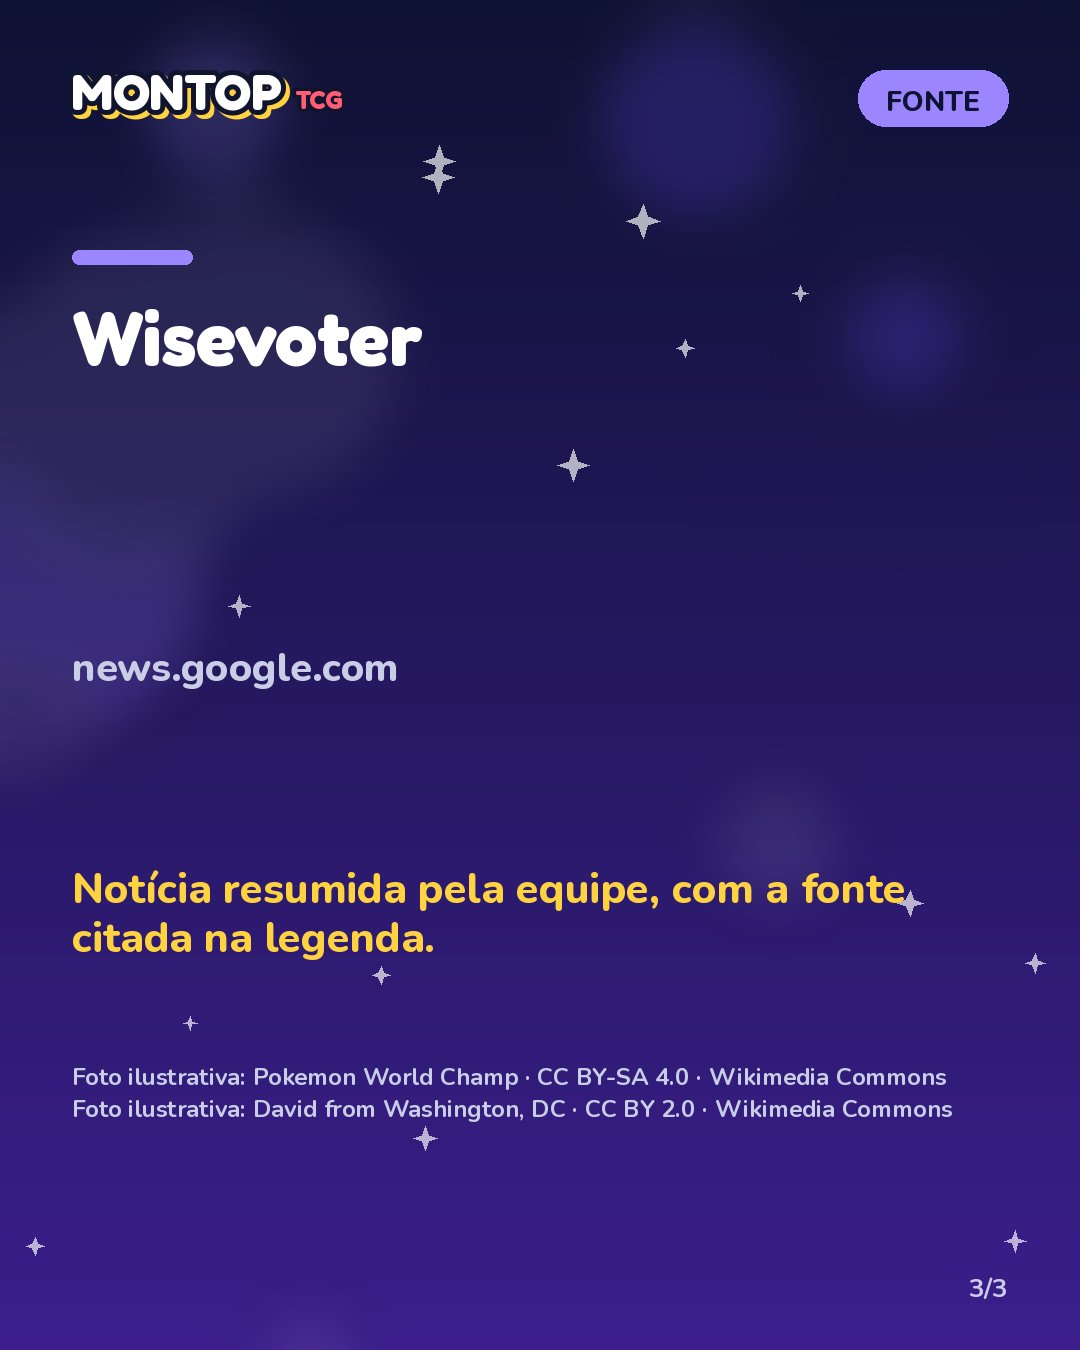 MONTOP TCG
FONTE
Wisevoter
news.google.com
Notícia resumida pela equipe, com a fonte
citada na legenda.
Foto ilustrativa: Pokemon World Champ · CC BY-SA 4.0 · Wikimedia Commons
Foto ilustrativa: David from Washington, DC · CC BY 2.0 · Wikimedia Commons
3/3